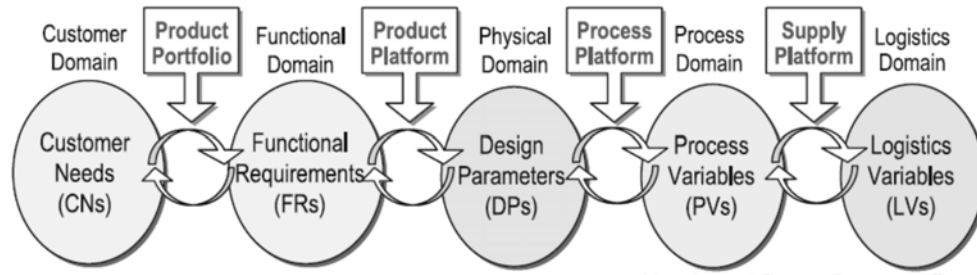 Customer
Domain
Product
Portfolio
Functional
Domain
Product
Platform
Physical
Domain
Process
Platform
Process
Domain
Supply
Platform
Logistics
Domain
Customer
Needs
(CNs)
Functional
Requirements
(FRs)
Design
Parameters
(DPs)
Process
Variables
(PVs)
Logistics
Variables
(LVs)